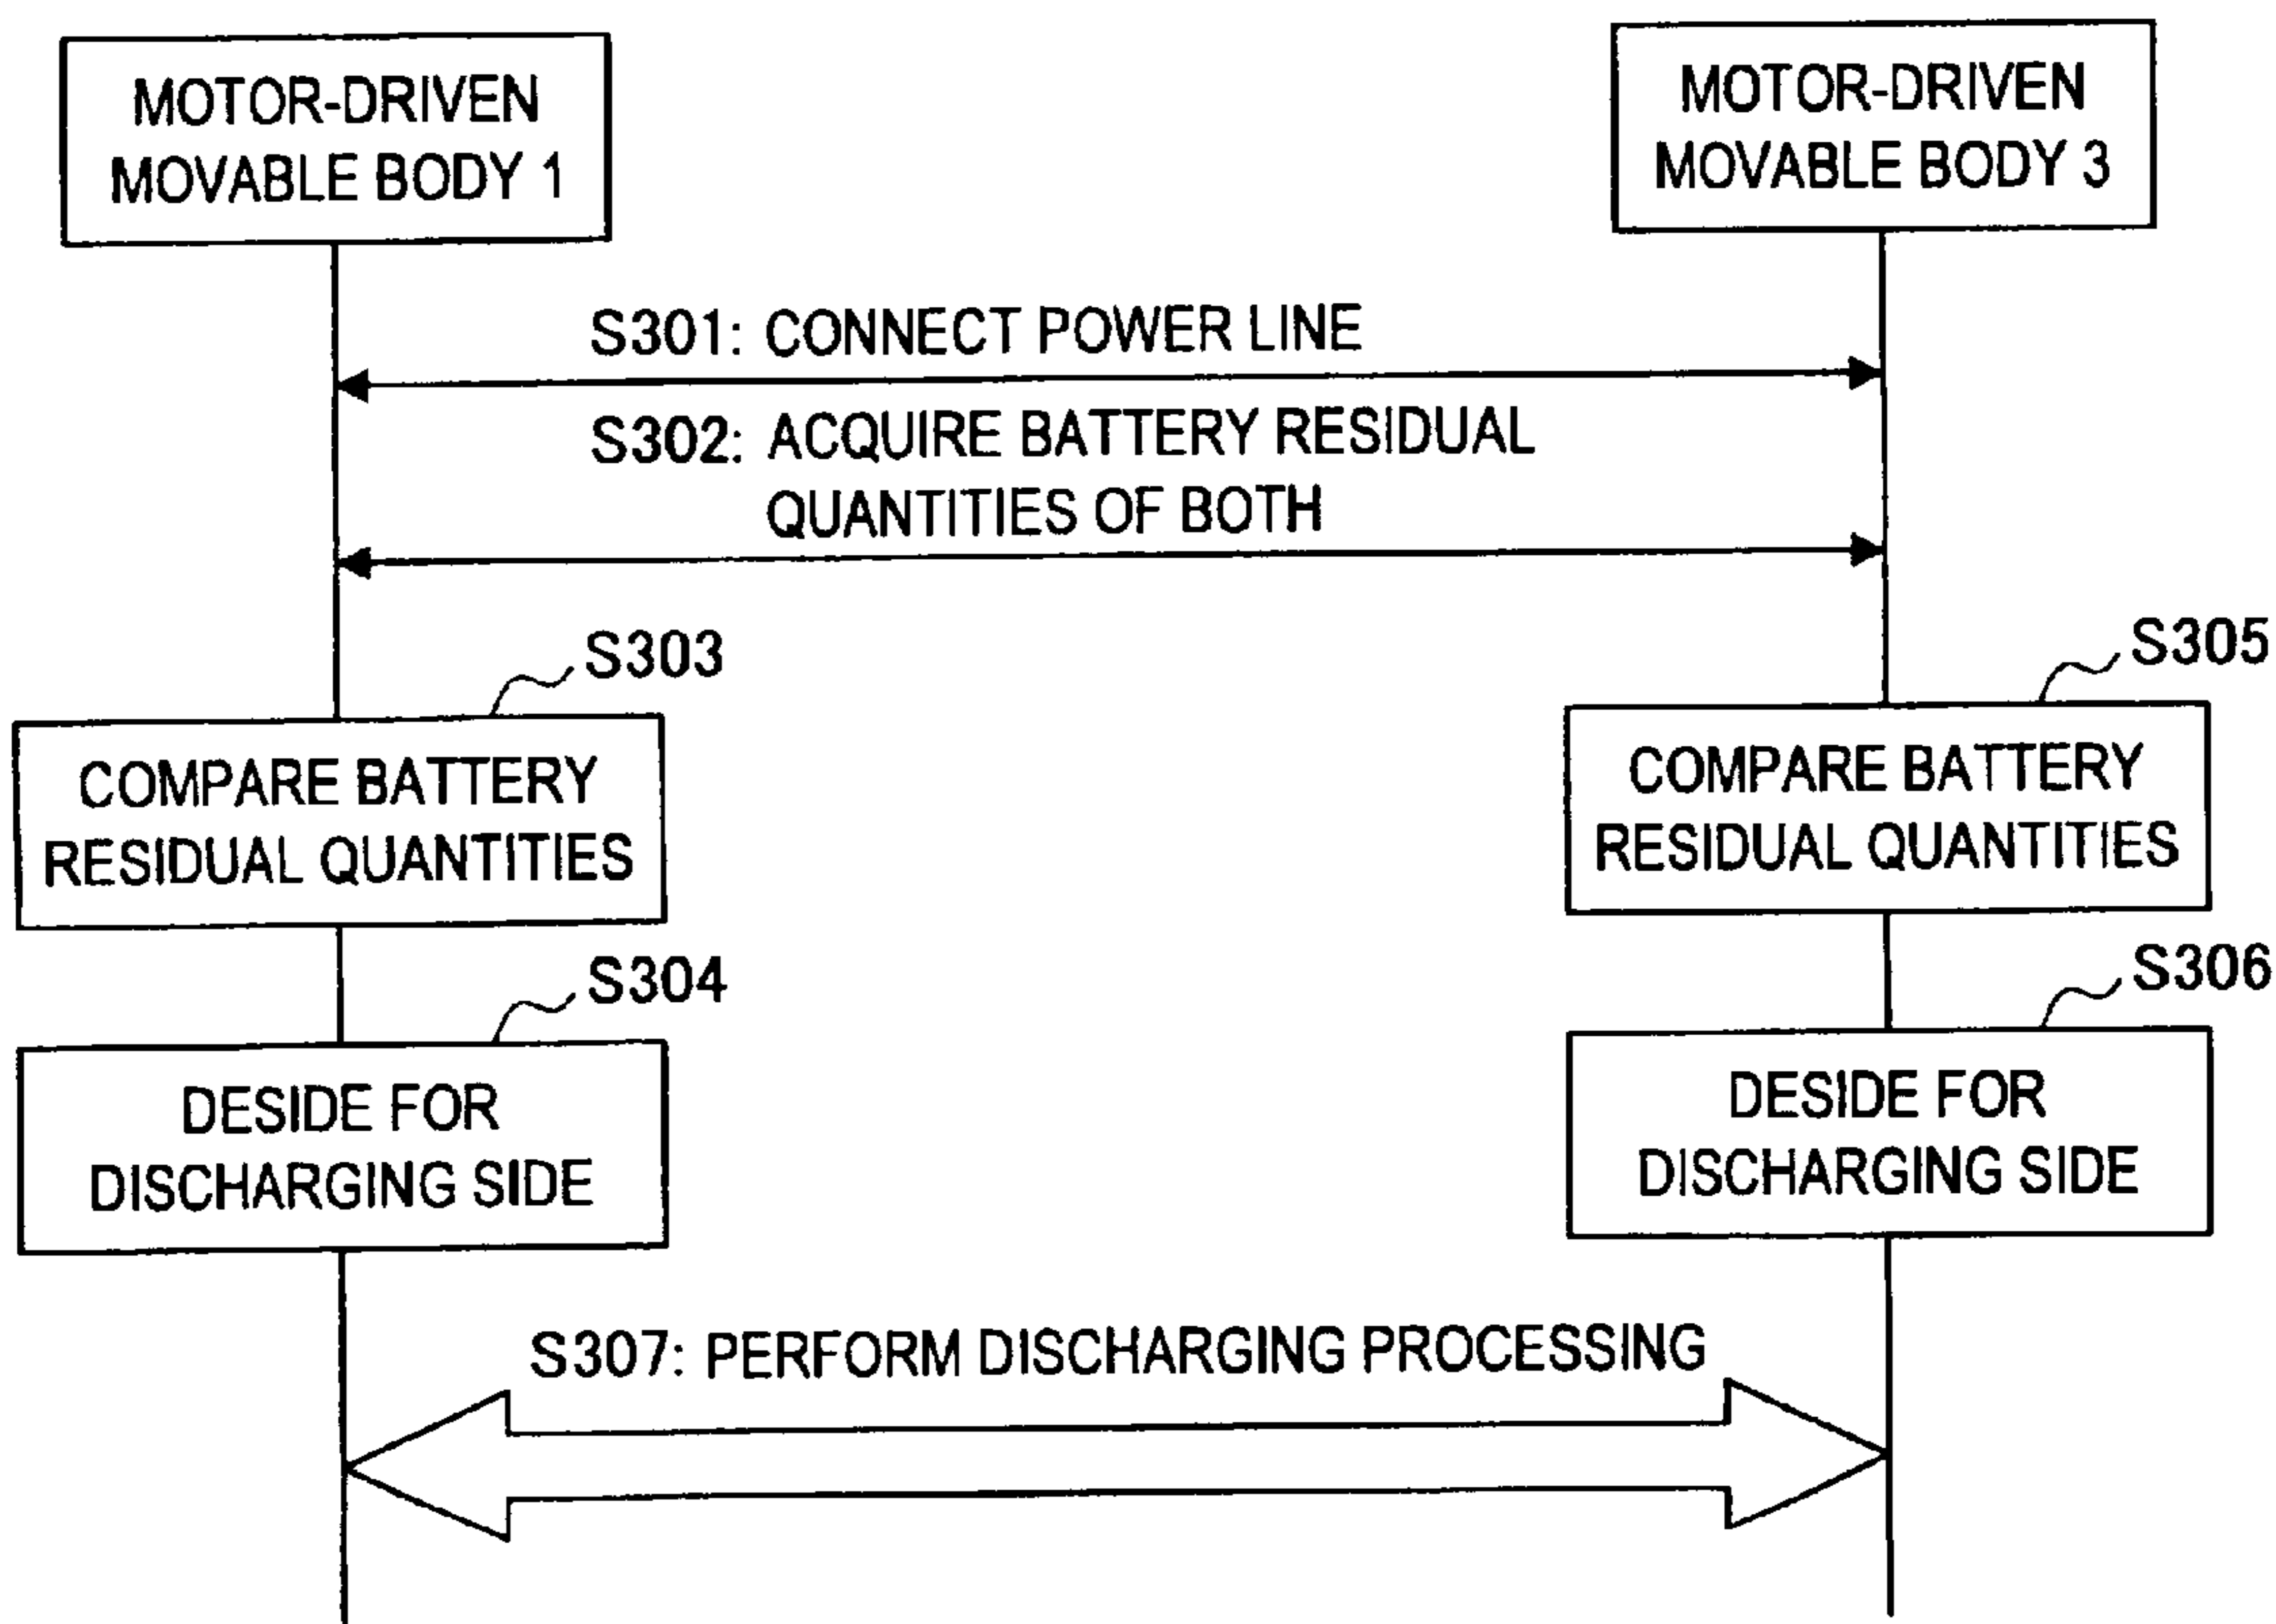 MOTOR-DRIVEN
MOVABLE BODY 1
MOTOR-DRIVEN
MOVABLE BODY 3
S301: CONNECT POWER LINE
S302: ACQUIRE BATTERY RESIDUAL
QUANTITIES OF BOTH
S303
COMPARE BATTERY
RESIDUAL QUANTITIES
S305
COMPARE BATTERY
RESIDUAL QUANTITIES
S304
DESIDE FOR
DISCHARGING SIDE
S306
DESIDE FOR
DISCHARGING SIDE
S307: PERFORM DISCHARGING PROCESSING